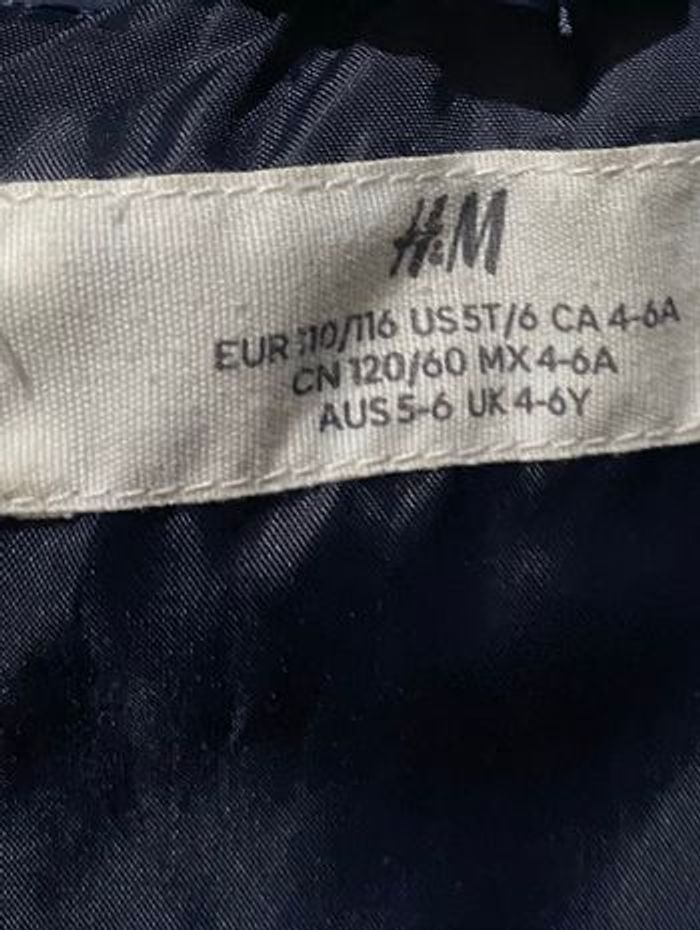 H&M
EUR 110/116 US 5T/6 CA 4-6A
CN 120/60 MX 4-6A
AUS 5-6 UK 4-6Y